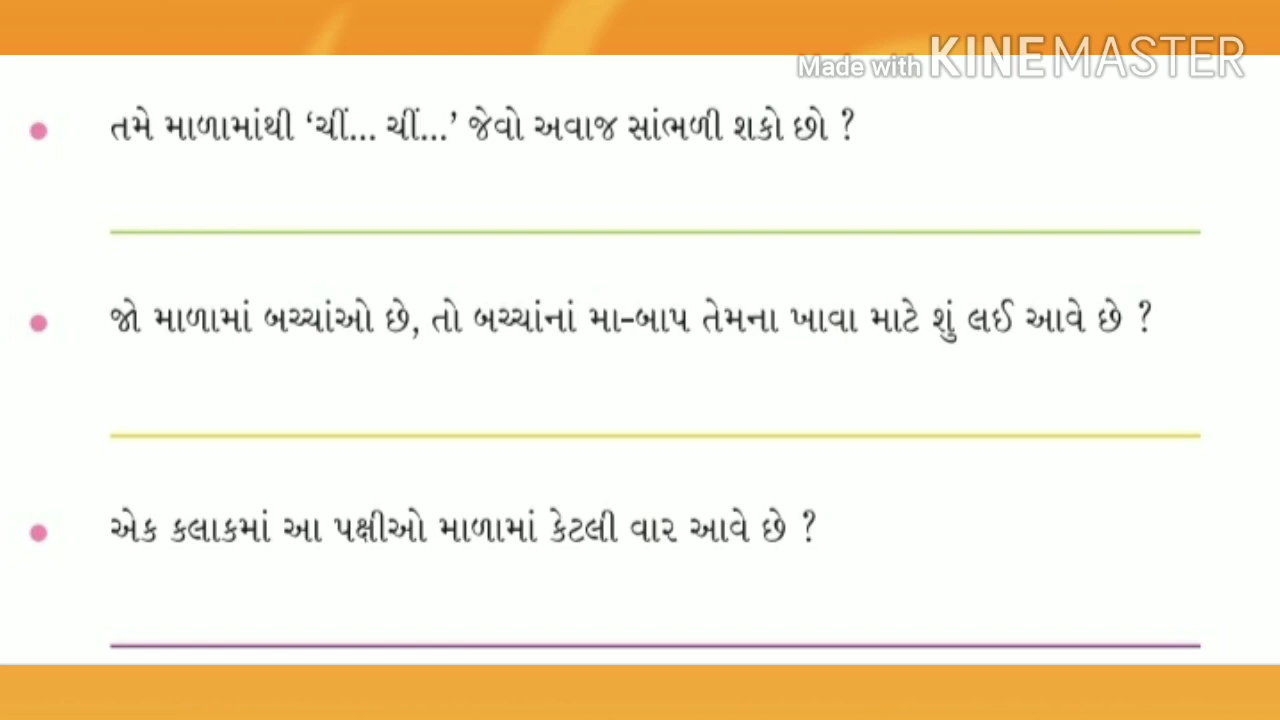 Made with KINEMASTER
તમે માળામાંથી ‘ચીં... ચીં...’ જેવો અવાજ સાંભળી શકો છો ?
જો માળામાં બચ્ચાંઓ છે, તો બચ્ચાંનાં મા-બાપ તેમના ખાવા માટે શું લઈ આવે છે ?
એક કલાકમાં આ પક્ષીઓ માળામાં કેટલી વાર આવે છે ?